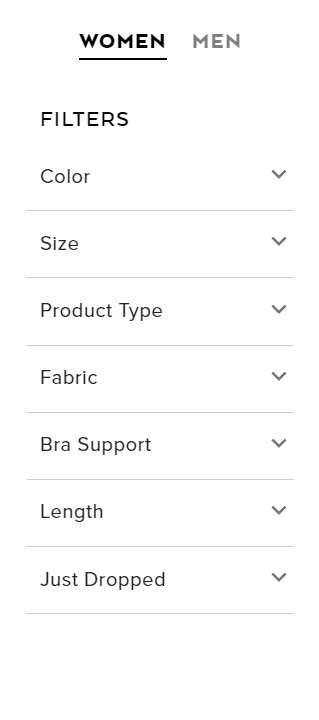 WOMEN MEN
FILTERS
Color
Size
Product Type
Fabric
Bra Support
Length
Just Dropped